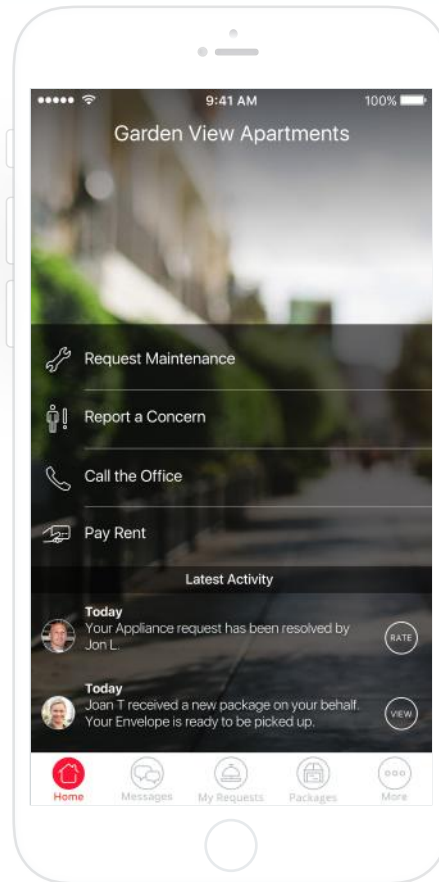 9:41 AM
100%
Garden View Apartments
Request Maintenance
Report a Concern
Call the Office
Pay Rent
Latest Activity
Today
Your Appliance request has been resolved by
Jon L.
RATE
Today
Joan T received a new package on your behalf.
Your Envelope is ready to be picked up.
VIEW
Home
Messages
My Requests
Packages
More